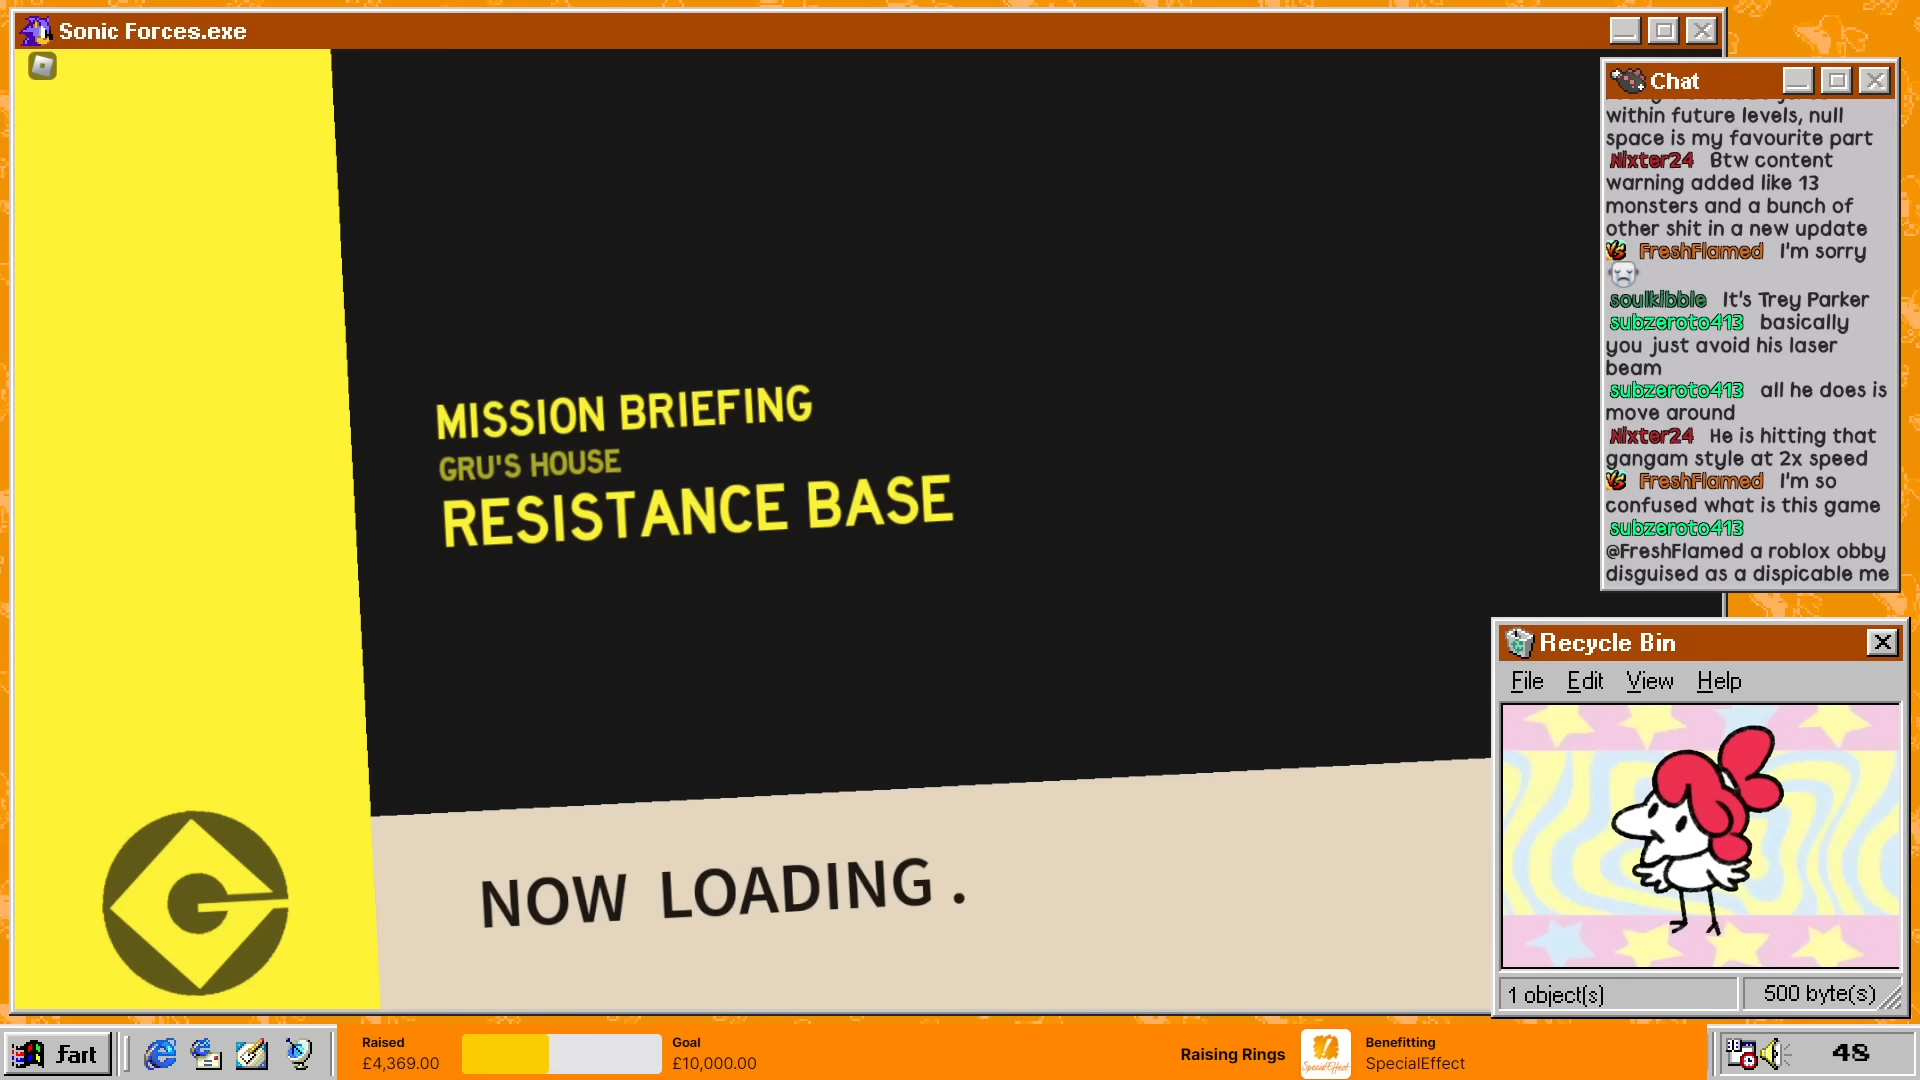 Sonic Forces.exe
MISSION BRIEFING
GRU'S HOUSE
RESISTANCE BASE
NOW LOADING .
Chat
within future levels, null
space is my favourite part
Nixter24 Btw content
warning added like 13
monsters and a bunch of
other shit in a new update
FreshFlamed I'm sorry
soulkibble It's Trey Parker
subzeroto413 basically
you just avoid his laser
beam
subzeroto413 all he does is
move around
Nixter24 He is hitting that
gangam style at 2x speed
FreshFlamed I'm so
confused what is this game
subzeroto413
@FreshFlamed a roblox obby
disguised as a dispicable me
Recycle Bin
File Edit View Help
1 object(s)
500 byte(s)
Fart
Raised
£4,369.00
Goal
£10,000.00
Raising Rings
SpecialEffect
Benefitting
SpecialEffect
48